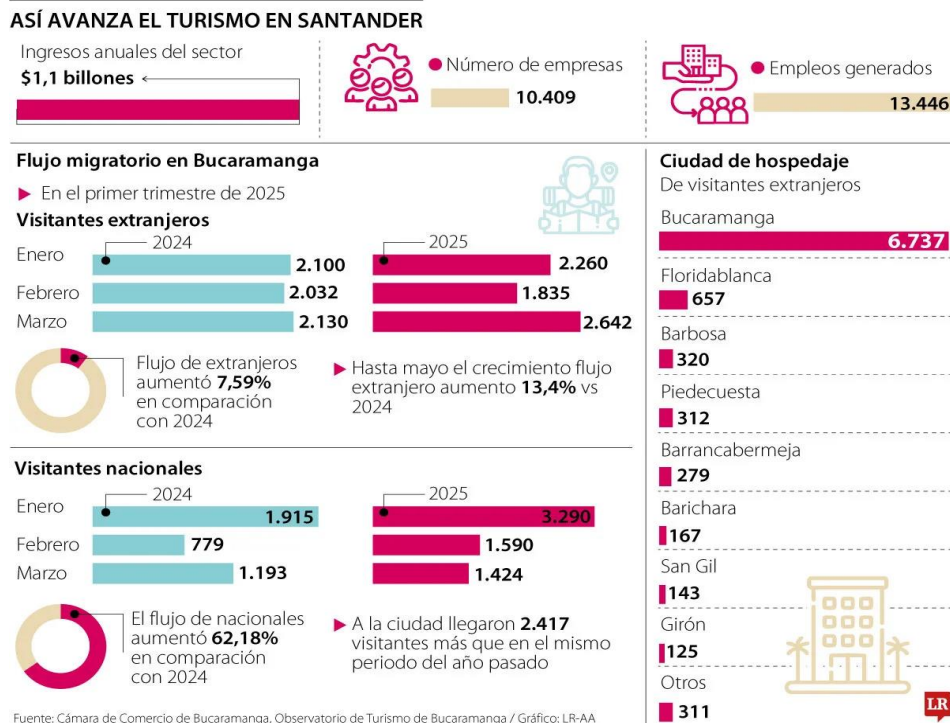 ASÍ AVANZA EL TURISMO EN SANTANDER
Ingresos anuales del sector
$1,1 billones
Número de empresas
10.409
Empleos generados
13.446
Flujo migratorio en Bucaramanga
En el primer trimestre de 2025
Visitantes extranjeros
2024
2025
Enero
2.100
2.260
Febrero
2.032
1.835
Marzo
2.130
2.642
Flujo de extranjeros
aumentó 7,59%
en comparación
con 2024
Hasta mayo el crecimiento flujo
extranjero aumento 13,4% vs
2024
Visitantes nacionales
2024
2025
Enero
1.915
3.290
Febrero
779
1.590
Marzo
1.193
1.424
El flujo de nacionales
aumentó 62,18%
en comparación
con 2024
A la ciudad llegaron 2.417
visitantes más que en el mismo
periodo del año pasado
Ciudad de hospedaje
De visitantes extranjeros
Bucaramanga
6.737
Floridablanca
657
Barbosa
320
Piedecuesta
312
Barrancabermeja
279
Barichara
167
San Gil
143
Girón
125
Otros
311
Fuente: Cámara de Comercio de Bucaramanga. Observatorio de Turismo de Bucaramanga / Gráfico: LR-AA
LR